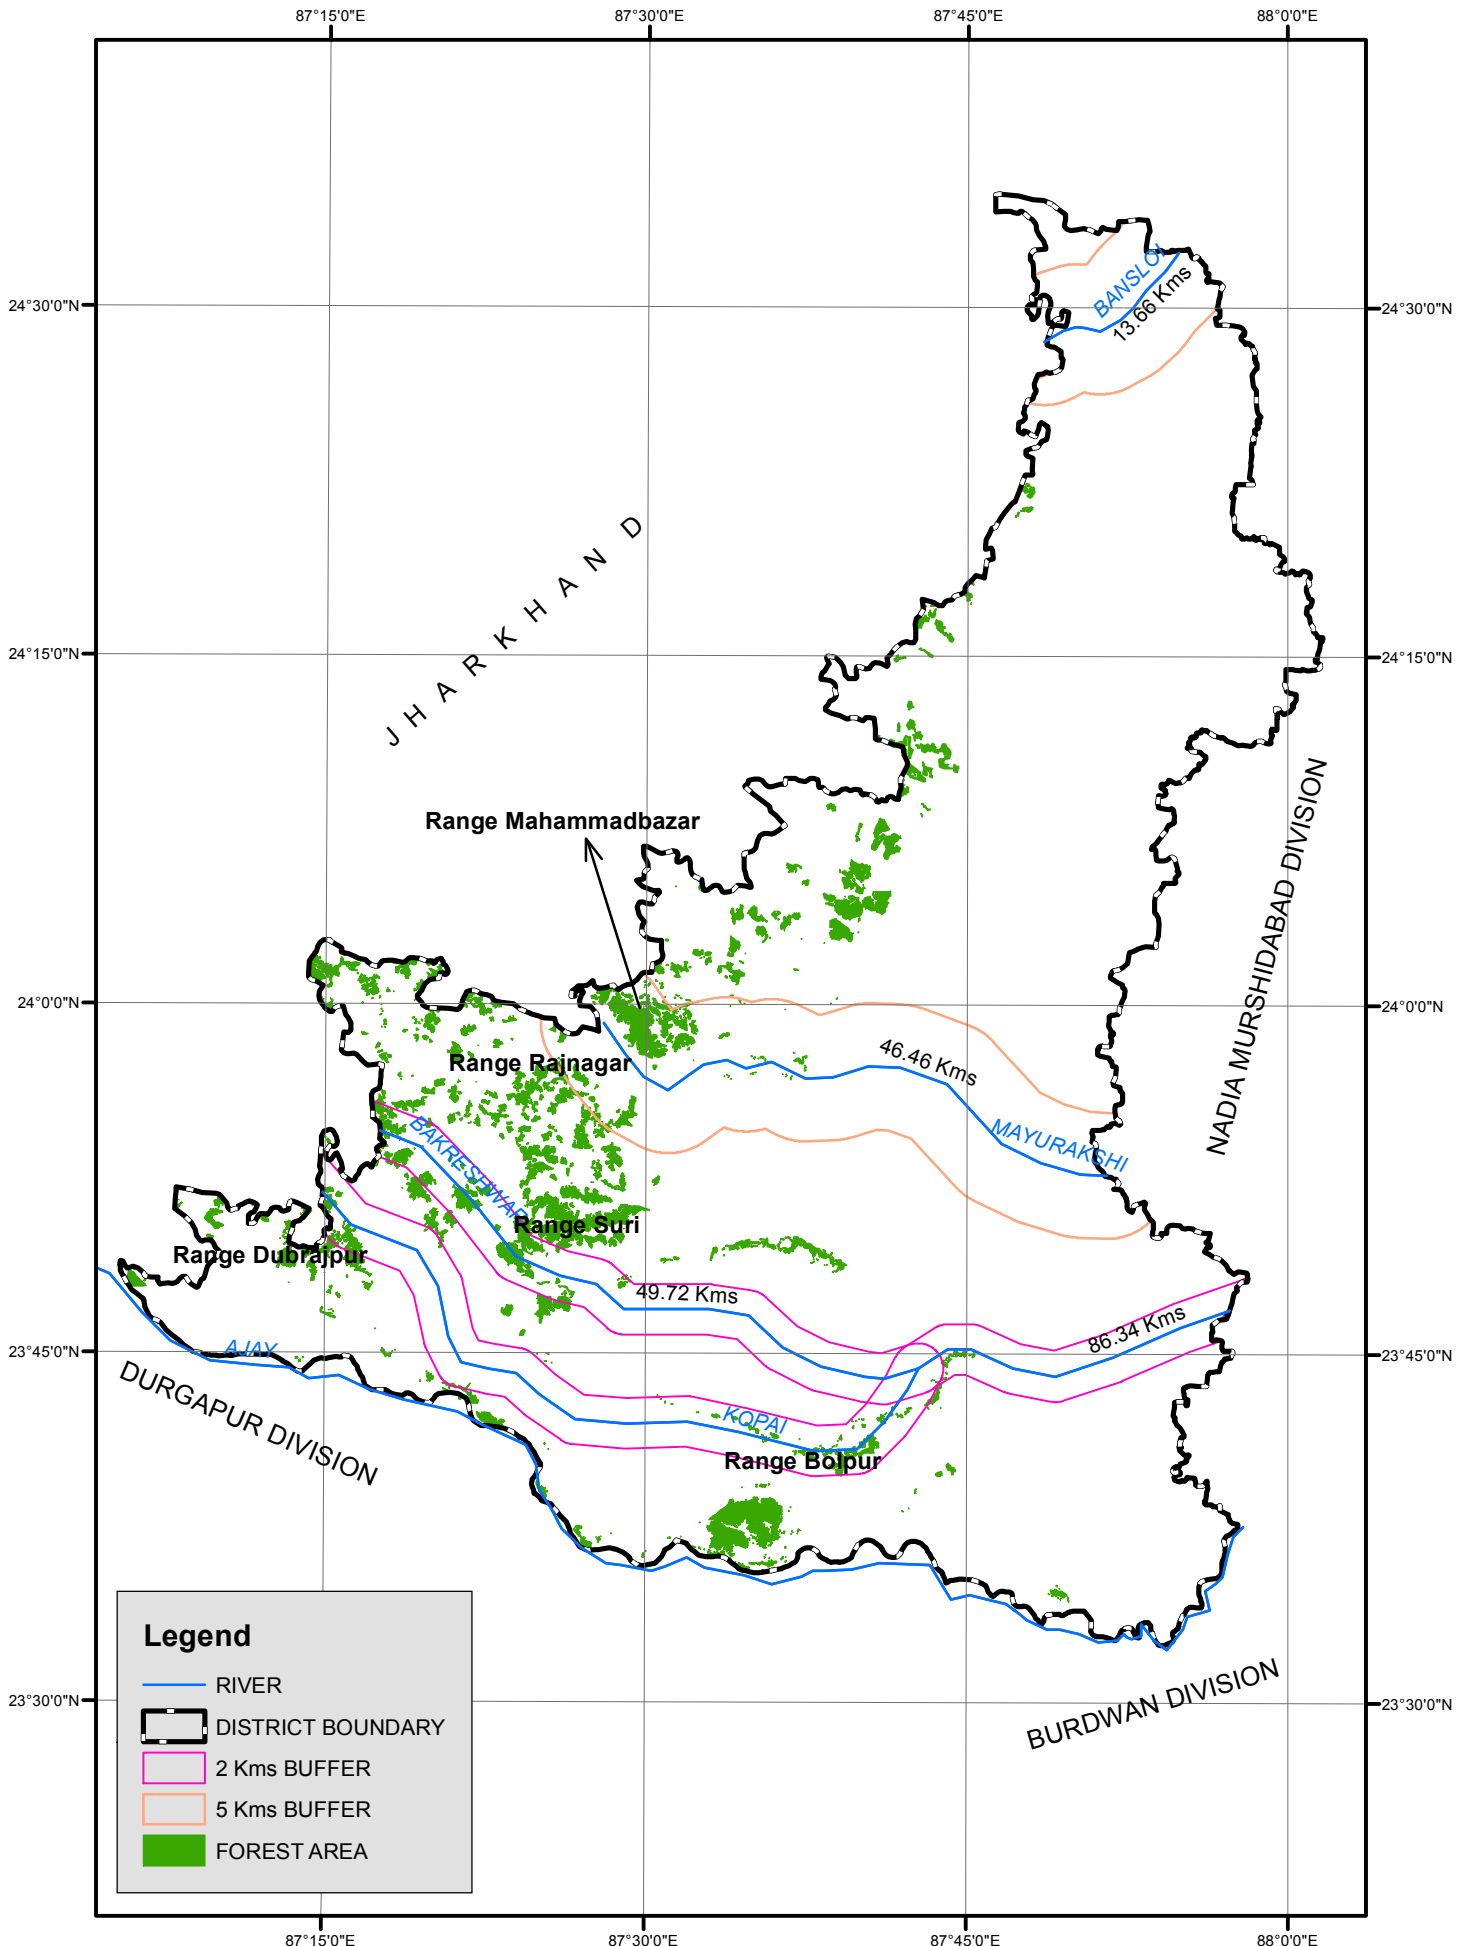 87°15'0"E
87°30'0"E
87°45'0"E
88°0'0"E
BANSLOI
13.66 Kms
24°30'0"N
24°30'0"N
JHARKHAND
24°15'0"N
24°15'0"N
NADIA MURSHIDABAD DIVISION
Range Mahammadbazar
24°0'0"N
24°0'0"N
46.46 Kms
Range Rajnagar
MAYURAKSHI
BAKRESHWAR
Range Suri
Range Dubrajpur
49.72 Kms
86.34 Kms
AJAY
23°45'0"N
23°45'0"N
DURGAPUR DIVISION
KOPAI
Range Bolpur
Legend
RIVER
DISTRICT BOUNDARY
2 Kms BUFFER
5 Kms BUFFER
FOREST AREA
BURDWAN DIVISION
23°30'0"N
23°30'0"N
87°15'0"E
87°30'0"E
87°45'0"E
88°0'0"E